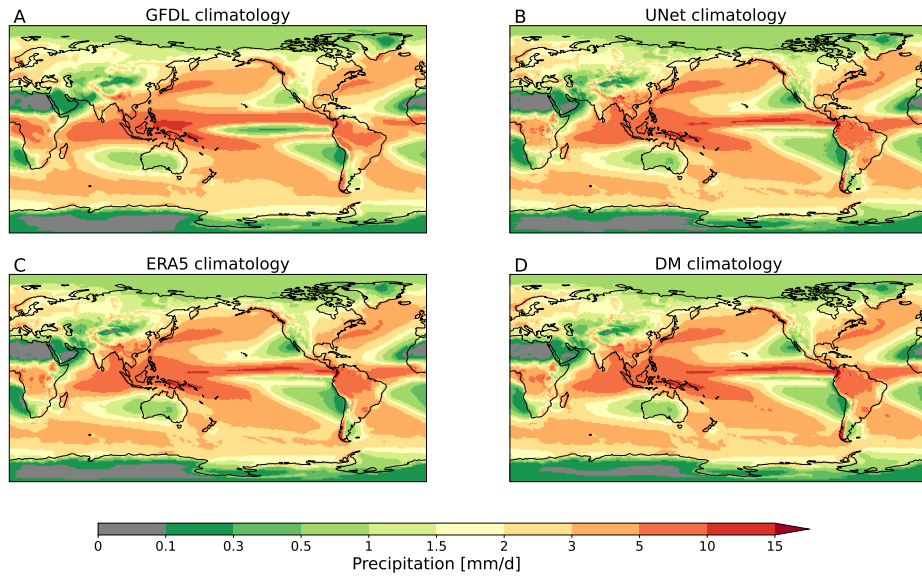 A GFDL climatology
B UNet climatology
C ERA5 climatology
D DM climatology
0 0.1 0.3 0.5 1 1.5 2 3 5 10 15
Precipitation [mm/d]